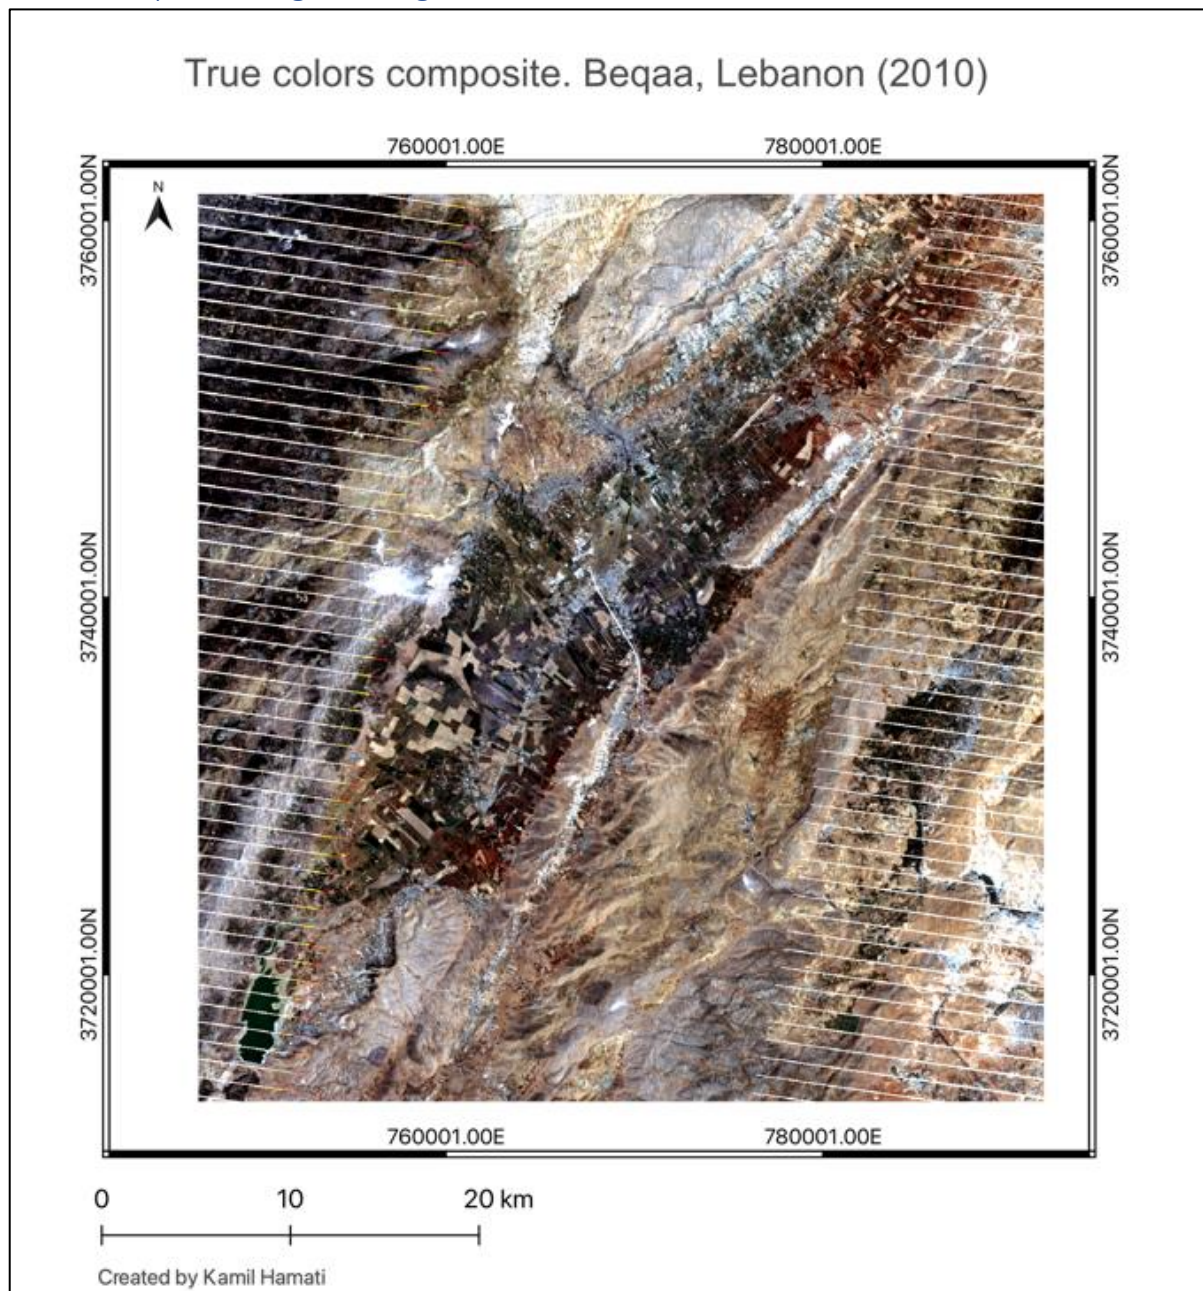 True colors composite. Beqaa, Lebanon (2010)
760001.00E 780001.00E
N
3760001.00N 3760001.00N
3740001.00N 3740001.00N
3720001.00N 3720001.00N
760001.00E 780001.00E
0 10 20 km
Created by Kamil Hamati